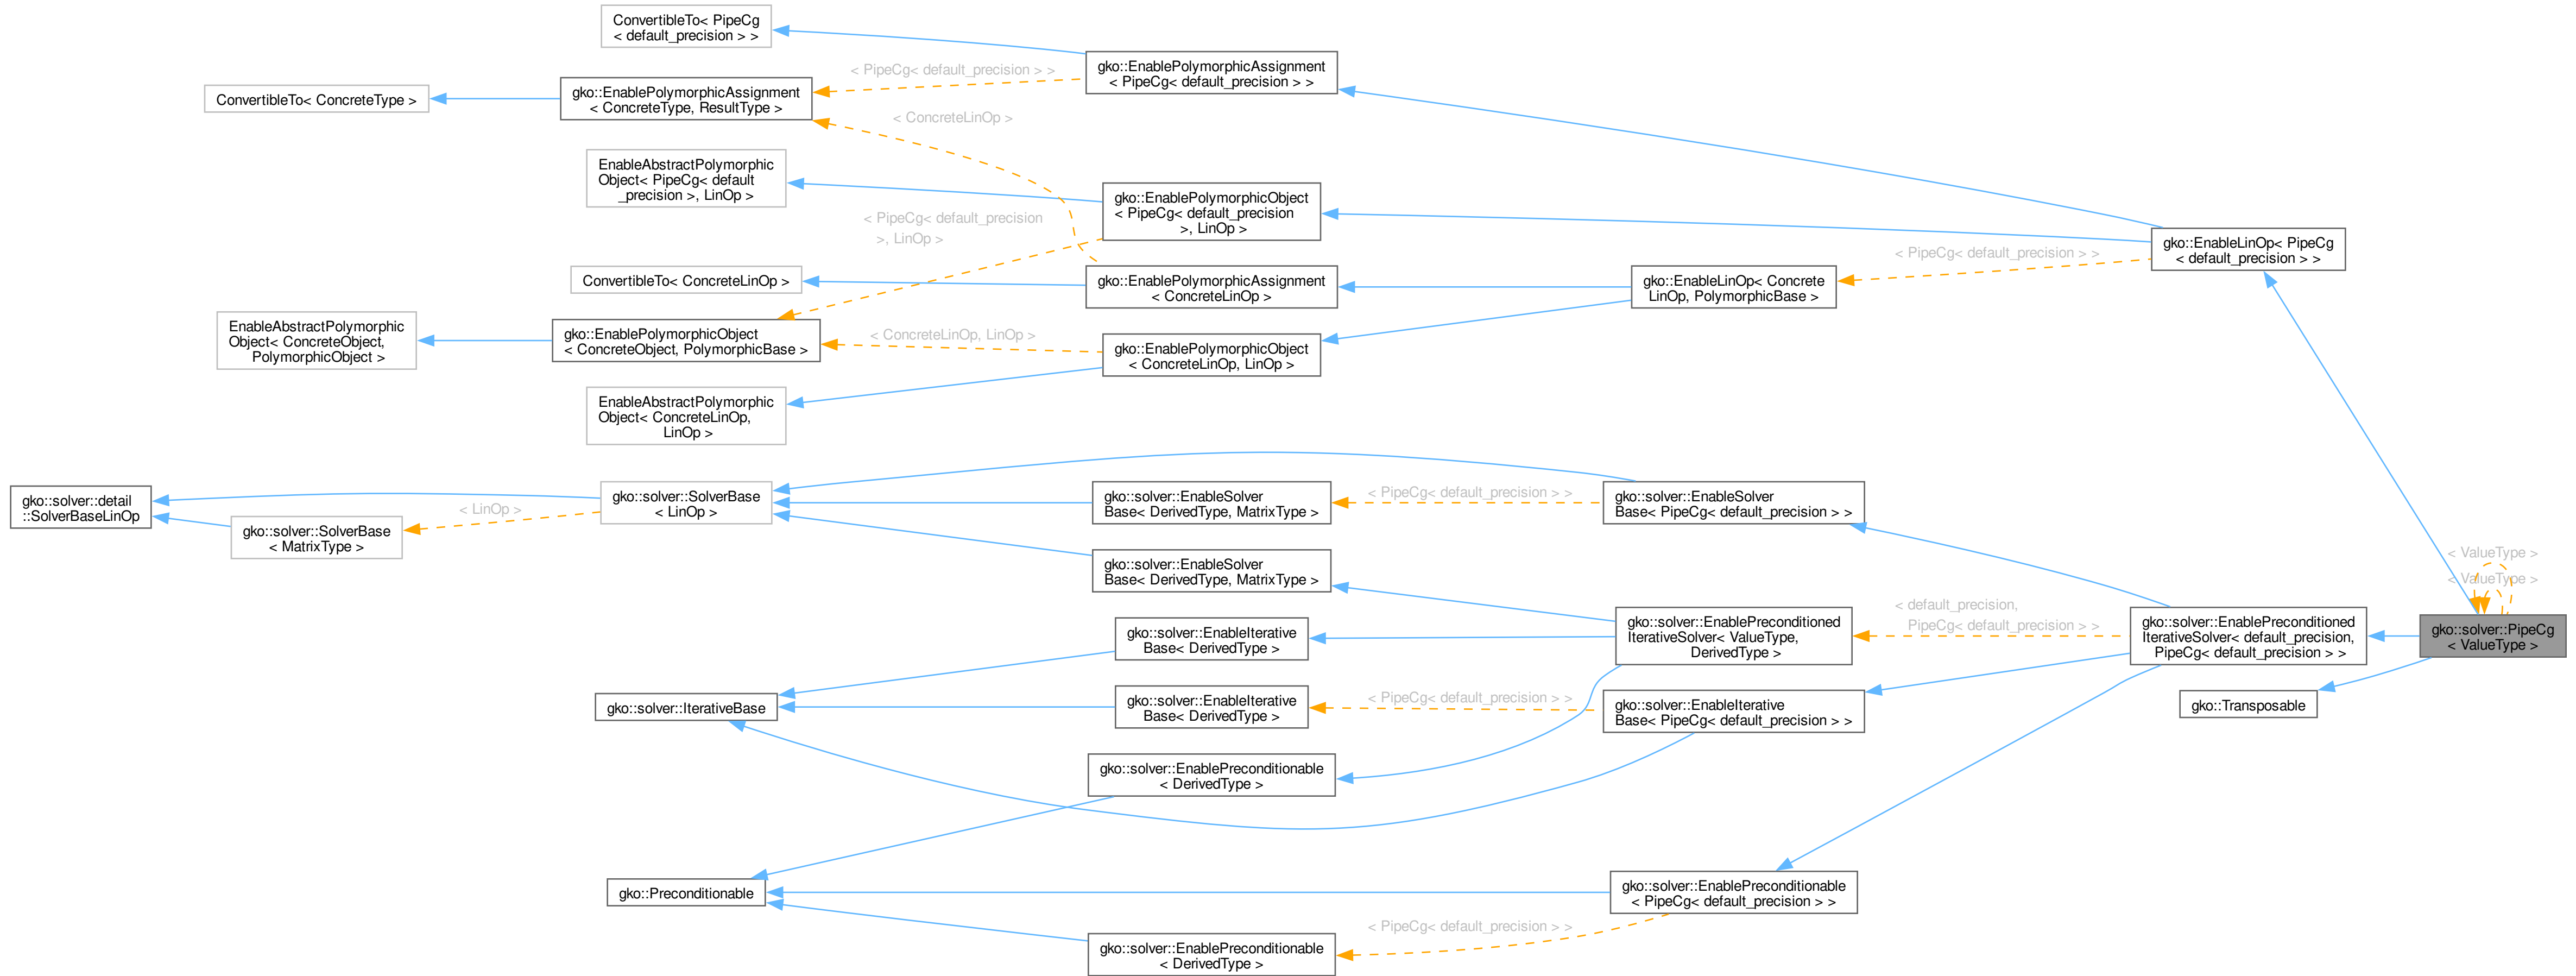 ConvertibleTo< PipeCg
< default_precision > >
gko::EnablePolymorphicAssignment
< PipeCg< default_precision > >
< PipeCg< default_precision > >
ConvertibleTo< ConcreteType >
gko::EnablePolymorphicAssignment
< ConcreteType, ResultType >
< ConcreteLinOp >
EnableAbstractPolymorphic
Object< PipeCg< default
_precision >, LinOp >
gko::EnablePolymorphicObject
< PipeCg< default_precision
>, LinOp >
< PipeCg< default_precision
>, LinOp >
gko::EnableLinOp< PipeCg
< default_precision > >
< PipeCg< default_precision > >
ConvertibleTo< ConcreteLinOp >
gko::EnablePolymorphicAssignment
< ConcreteLinOp >
gko::EnableLinOp< Concrete
LinOp, PolymorphicBase >
EnableAbstractPolymorphic
Object< ConcreteObject,
PolymorphicObject >
gko::EnablePolymorphicObject
< ConcreteObject, PolymorphicBase >
< ConcreteLinOp, LinOp >
gko::EnablePolymorphicObject
< ConcreteLinOp, LinOp >
EnableAbstractPolymorphic
Object< ConcreteLinOp,
LinOp >
gko::solver::detail
::SolverBaseLinOp
< LinOp >
gko::solver::SolverBase
< MatrixType >
gko::solver::SolverBase
< LinOp >
gko::solver::EnableSolver
Base< DerivedType, MatrixType >
< PipeCg< default_precision > >
gko::solver::EnableSolver
Base< PipeCg< default_precision > >
gko::solver::EnableSolver
Base< DerivedType, MatrixType >
< ValueType >
< ValueType >
gko::solver::EnableIterative
Base< DerivedType >
gko::solver::EnablePreconditioned
IterativeSolver< ValueType,
DerivedType >
< default_precision,
PipeCg< default_precision > >
gko::solver::EnablePreconditioned
IterativeSolver< default_precision,
PipeCg< default_precision > >
gko::solver::PipeCg
< ValueType >
gko::solver::IterativeBase
gko::solver::EnableIterative
Base< DerivedType >
< PipeCg< default_precision > >
gko::solver::EnableIterative
Base< PipeCg< default_precision > >
gko::Transposable
gko::solver::EnablePreconditionable
< DerivedType >
gko::Preconditionable
gko::solver::EnablePreconditionable
< PipeCg< default_precision > >
< PipeCg< default_precision > >
gko::solver::EnablePreconditionable
< DerivedType >